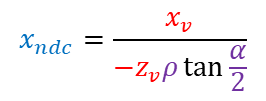 x_ndc = x_v / (-z_v ρ tan α/2)